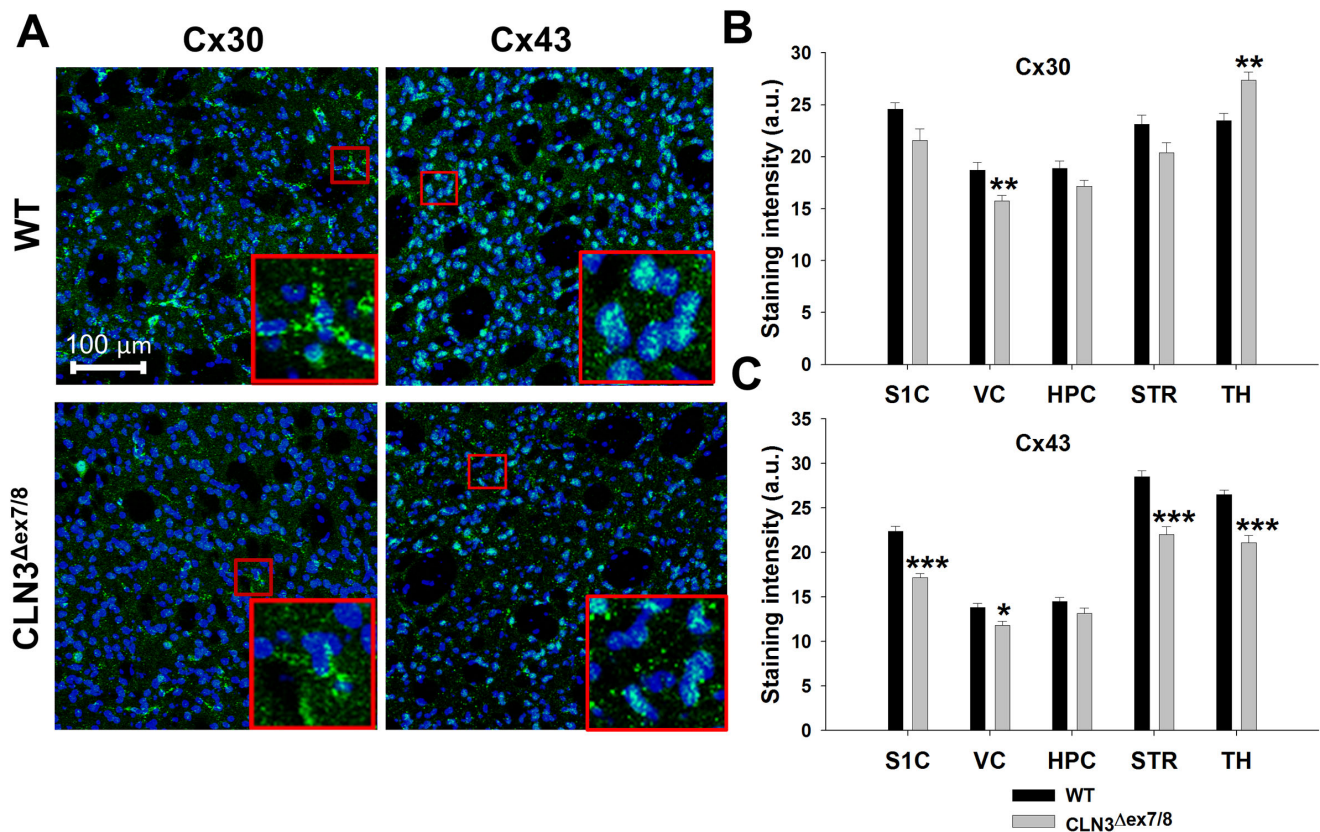 A
Cx30
Cx43
WT
100 µm
CLN3Δex7/8
B
Cx30
Staining intensity (a.u.)
30
25
20
15
10
5
0
**
**
S1C VC HPC STR TH
C
Cx43
Staining intensity (a.u.)
35
30
25
20
15
10
5
0
***
*
***
***
S1C VC HPC STR TH
WT
CLN3Δex7/8